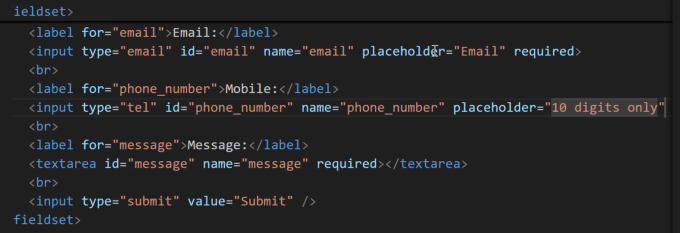 ieldset>
<label for="email">Email:</label>
<input type="email" id="email" name="email" placeholder="Email" required>
<br>
<label for="phone_number">Mobile:</label>
<input type="tel" id="phone_number" name="phone_number" placeholder="10 digits only"
<br>
<label for="message">Message:</label>
<textarea id="message" name="message" required></textarea>
<br>
<input type="submit" value="Submit" />
fieldset>